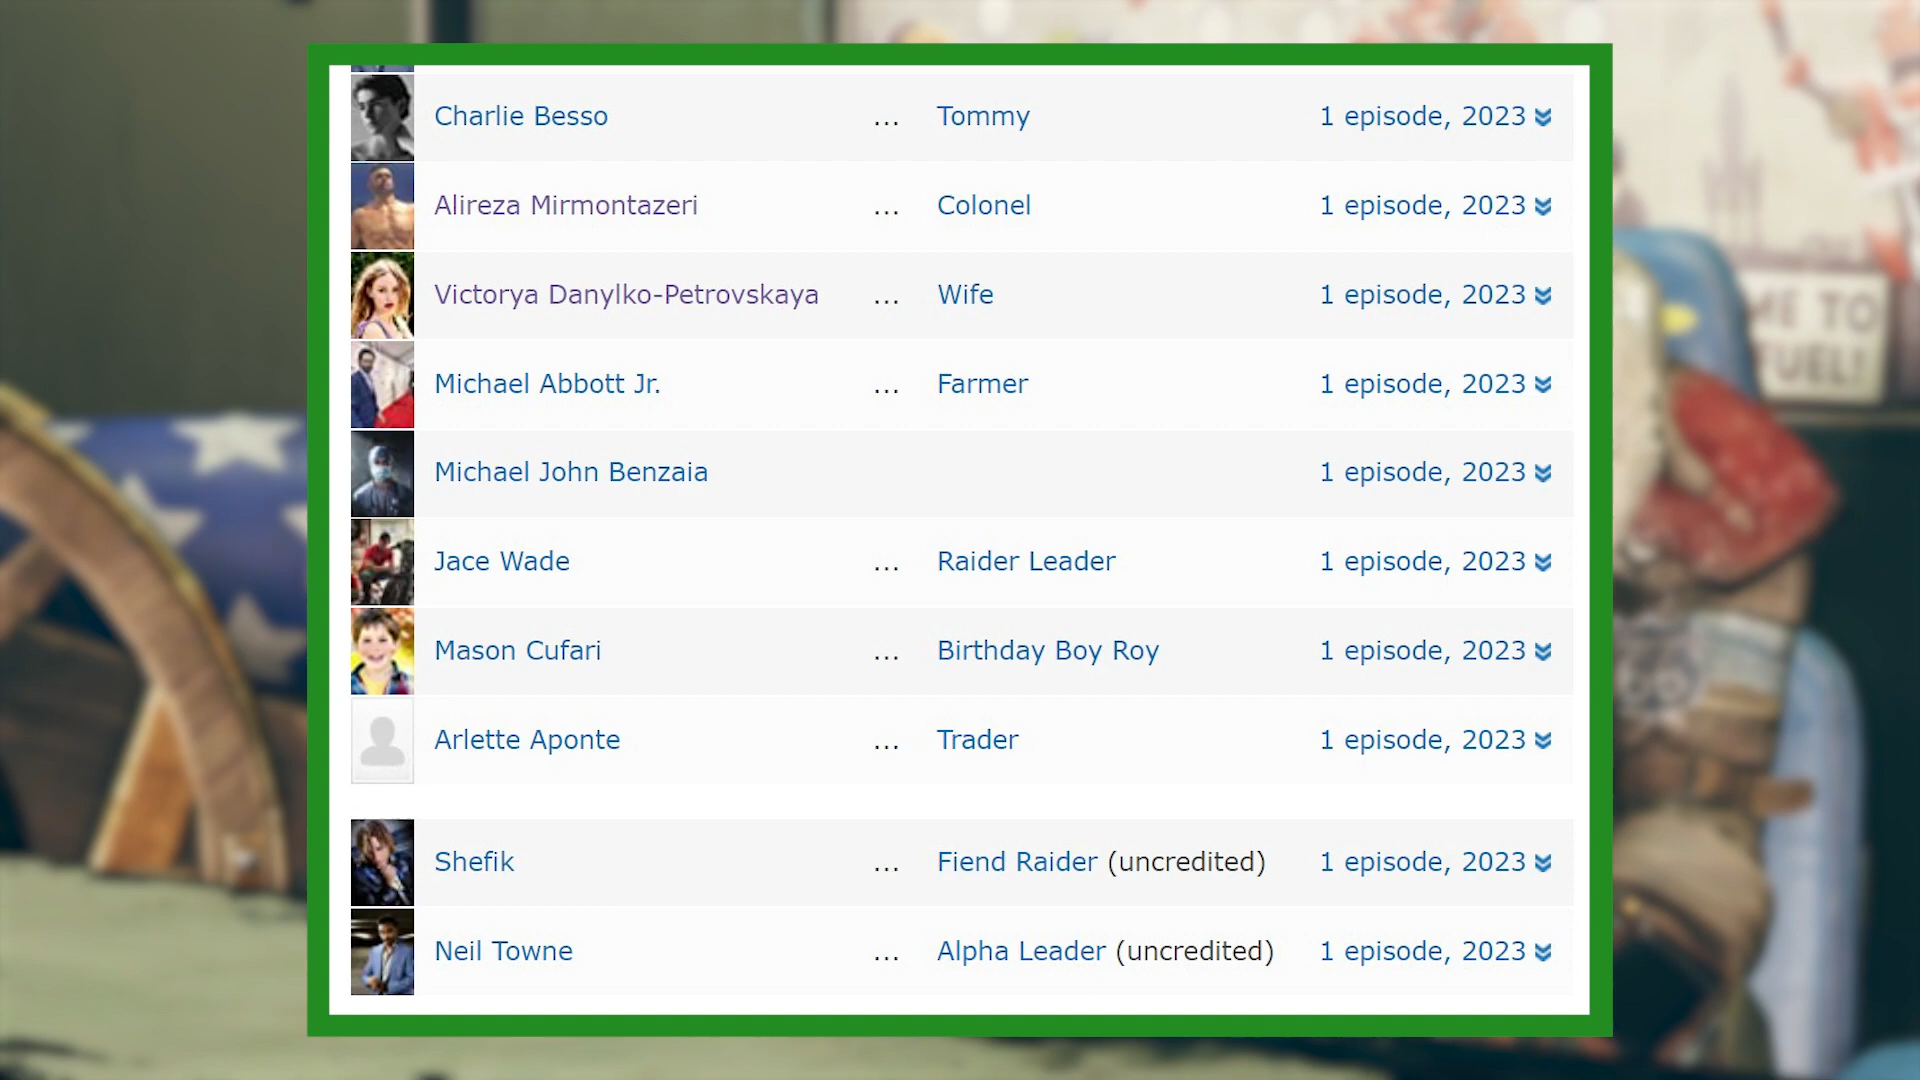 Charlie Besso ... Tommy 1 episode, 2023
Alireza Mirmontazeri ... Colonel 1 episode, 2023
Victorya Danylko-Petrovskaya ... Wife 1 episode, 2023
Michael Abbott Jr. ... Farmer 1 episode, 2023
Michael John Benzaia 1 episode, 2023
Jace Wade ... Raider Leader 1 episode, 2023
Mason Cufari ... Birthday Boy Roy 1 episode, 2023
Arlette Aponte ... Trader 1 episode, 2023
Shefik ... Fiend Raider (uncredited) 1 episode, 2023
Neil Towne ... Alpha Leader (uncredited) 1 episode, 2023
ME TO
FUEL!